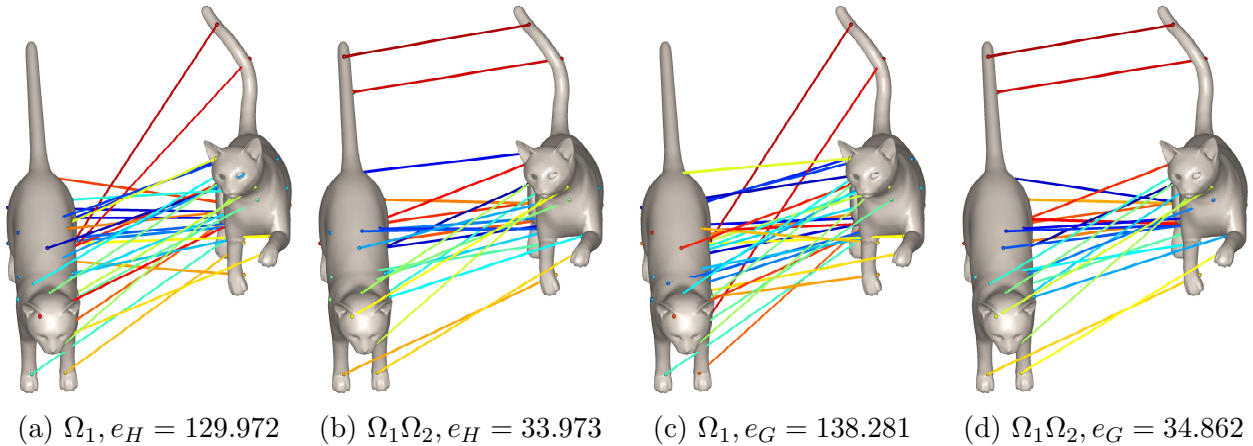 (a) Ω₁, e_H = 129.972
(b) Ω₁Ω₂, e_H = 33.973
(c) Ω₁, e_G = 138.281
(d) Ω₁Ω₂, e_G = 34.862